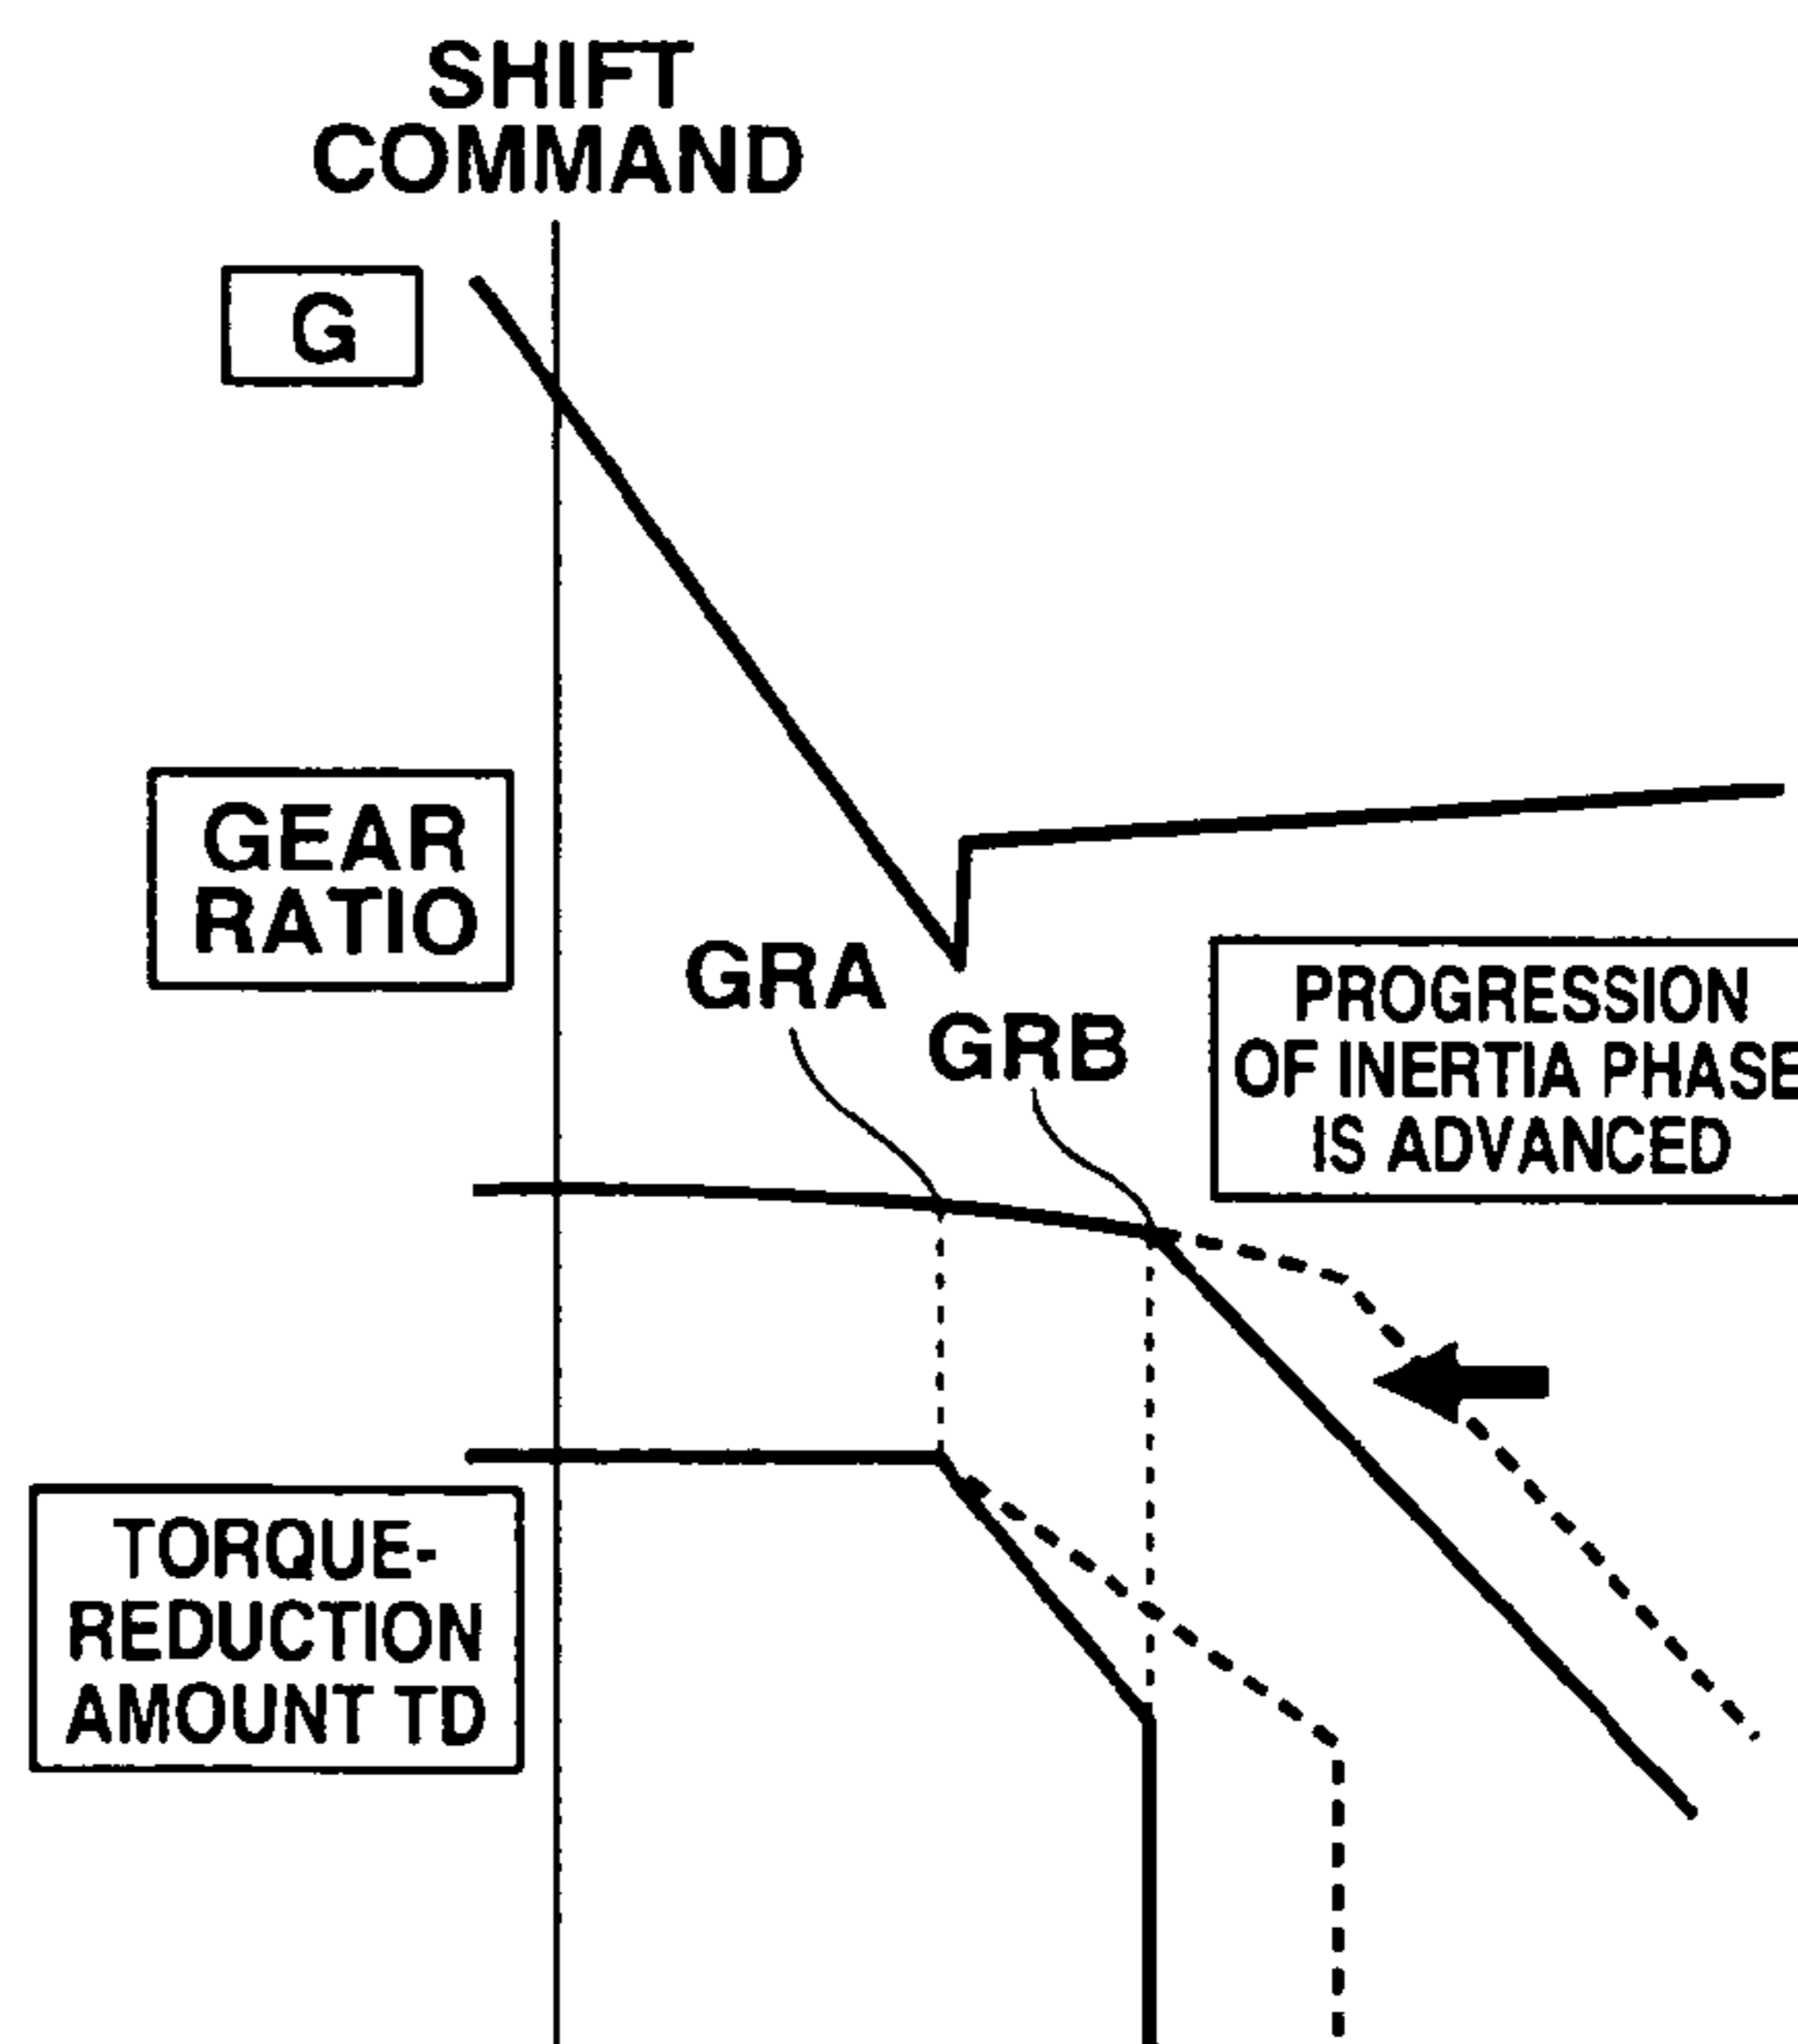 SHIFT
COMMAND
G
GEAR
RATIO
GRA
GRB
PROGRESSION
OF INERTIA PHASE
IS ADVANCED
TORQUE-
REDUCTION
AMOUNT TD